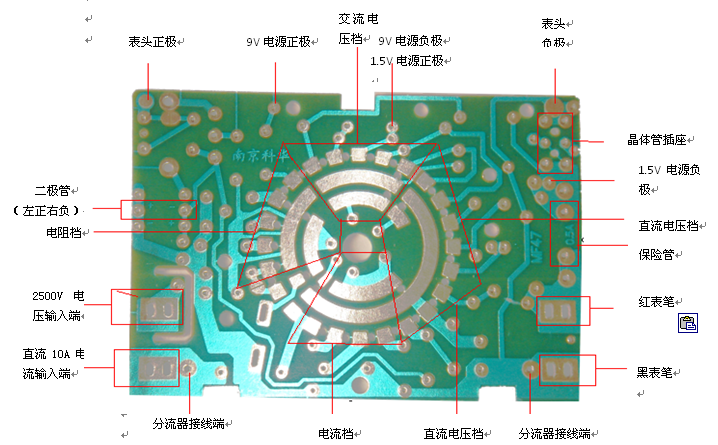 交流电
压档
表头
负极
表头正极
9V 电源正极
9V 电源负极
1.5V 电源正极
南京科华
晶体管插座
1.5V 电源负
极
二极管
（左正右负）
电阻档
直流电压档
保险管
MF47
0.5A
2500V 电
压输入端
红表笔
直流 10A 电
流输入端
黑表笔
分流器接线端
电流档
直流电压档
分流器接线端